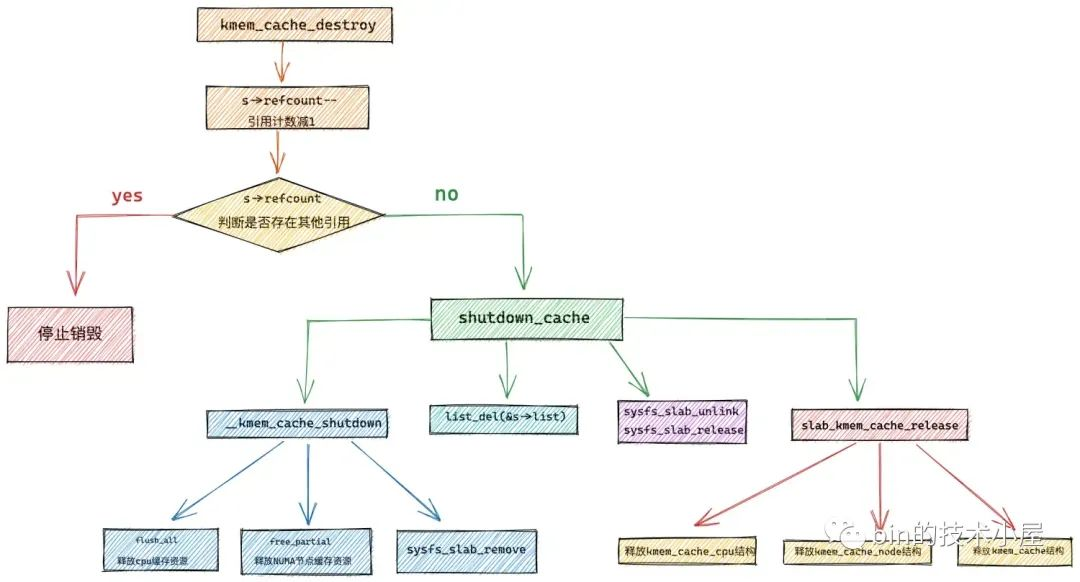 kmem_cache_destroy
s->refcount--
引用计数减1
yes
no
s->refcount
判断是否存在其他引用
停止销毁
shutdown_cache
__kmem_cache_shutdown
list_del(&s->list)
sysfs_slab_unlink
sysfs_slab_release
slab_kmem_cache_release
flush_all
释放cpu缓存资源
free_partial
释放NUMA节点缓存资源
sysfs_slab_remove
释放kmem_cache_cpu结构
释放kmem_cache_node结构
释放kmem_cache结构
bin的技术小屋